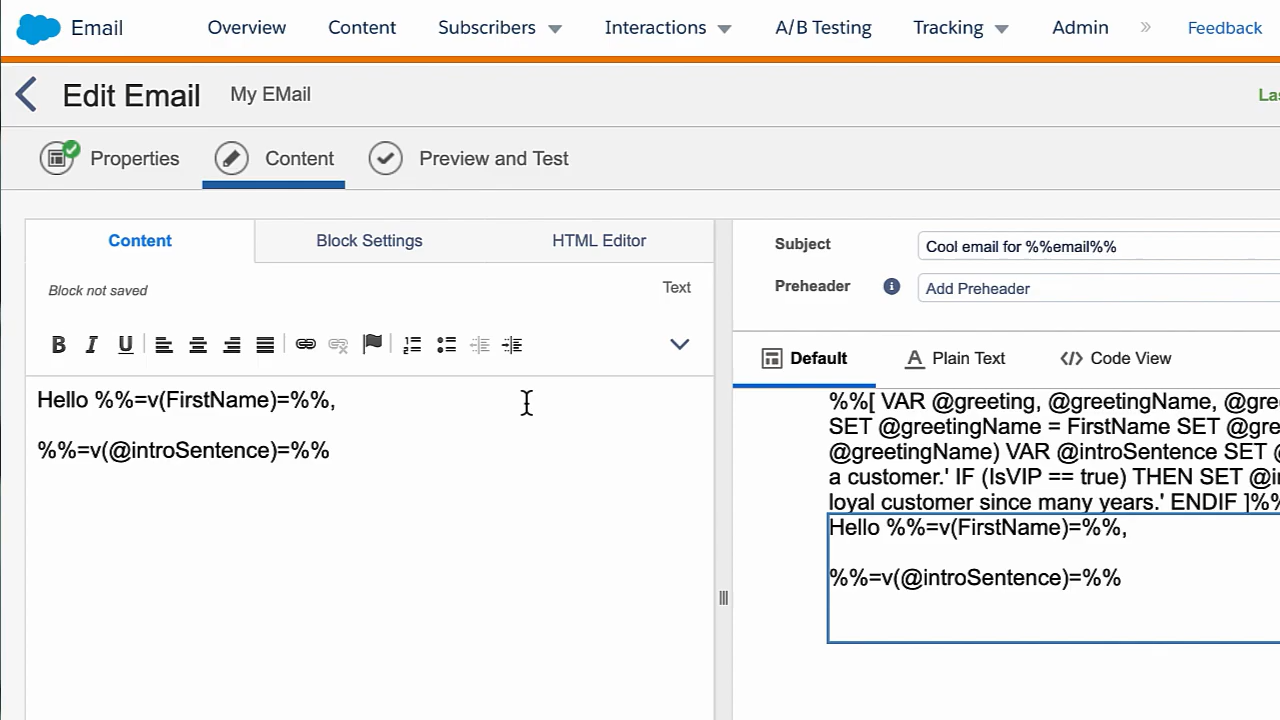 Email Overview Content Subscribers Interactions A/B Testing Tracking Admin » Feedback
Edit Email My EMail
Properties Content Preview and Test
Content Block Settings HTML Editor
Block not saved Text
B I U
Hello %%=v(FirstName)=%%,
%%=v(@introSentence)=%%
Subject Cool email for %%email%%
Preheader i Add Preheader
Default A Plain Text </> Code View
%%[ VAR @greeting, @greetingName,
SET @greetingName = FirstName SET
@greetingName) VAR @introSentence SET
a customer.' IF (IsVIP == true) THEN SET
loyal customer since many years.' ENDIF ]%%
Hello %%=v(FirstName)=%%,
%%=v(@introSentence)=%%